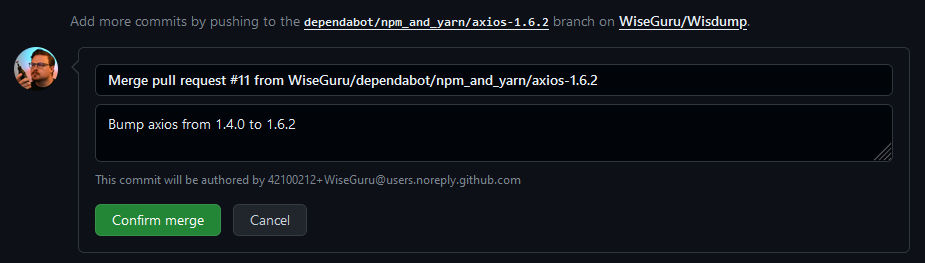 Add more commits by pushing to the dependabot/npm_and_yarn/axios-1.6.2 branch on WiseGuru/Wisdump.
Merge pull request #11 from WiseGuru/dependabot/npm_and_yarn/axios-1.6.2
Bump axios from 1.4.0 to 1.6.2
This commit will be authored by 42100212+WiseGuru@users.noreply.github.com
Confirm merge Cancel